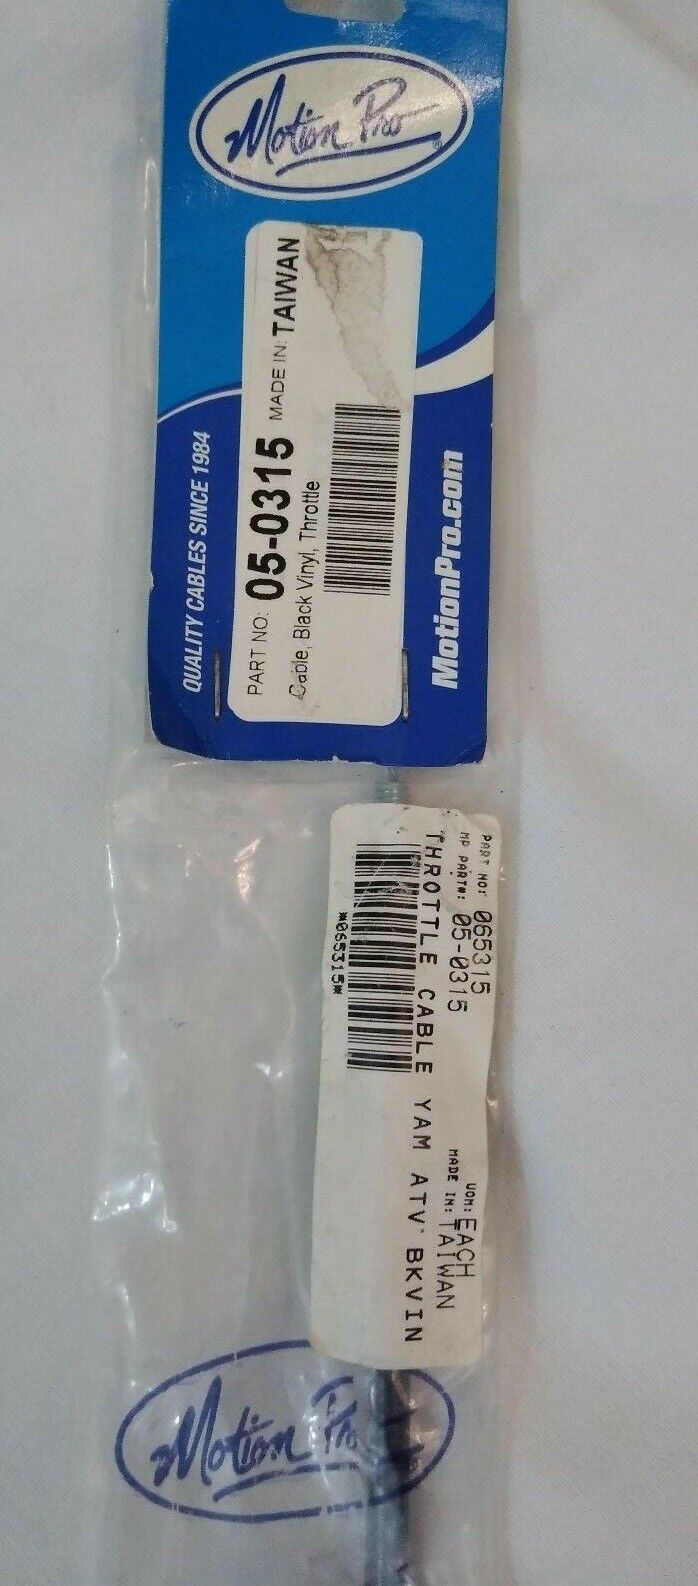 Motion Pro
QUALITY CABLES SINCE 1984
PART NO: 05-0315 MADE IN: TAIWAN
Cable, Black Vinyl, Throttle
MotionPro.com
PART NO: 065315
MP PART#: 05-0315
UOM: EACH
MADE IN: TAIWAN
THROTTLE CABLE YAM ATV BKVIN
*065315*
Motion Pro